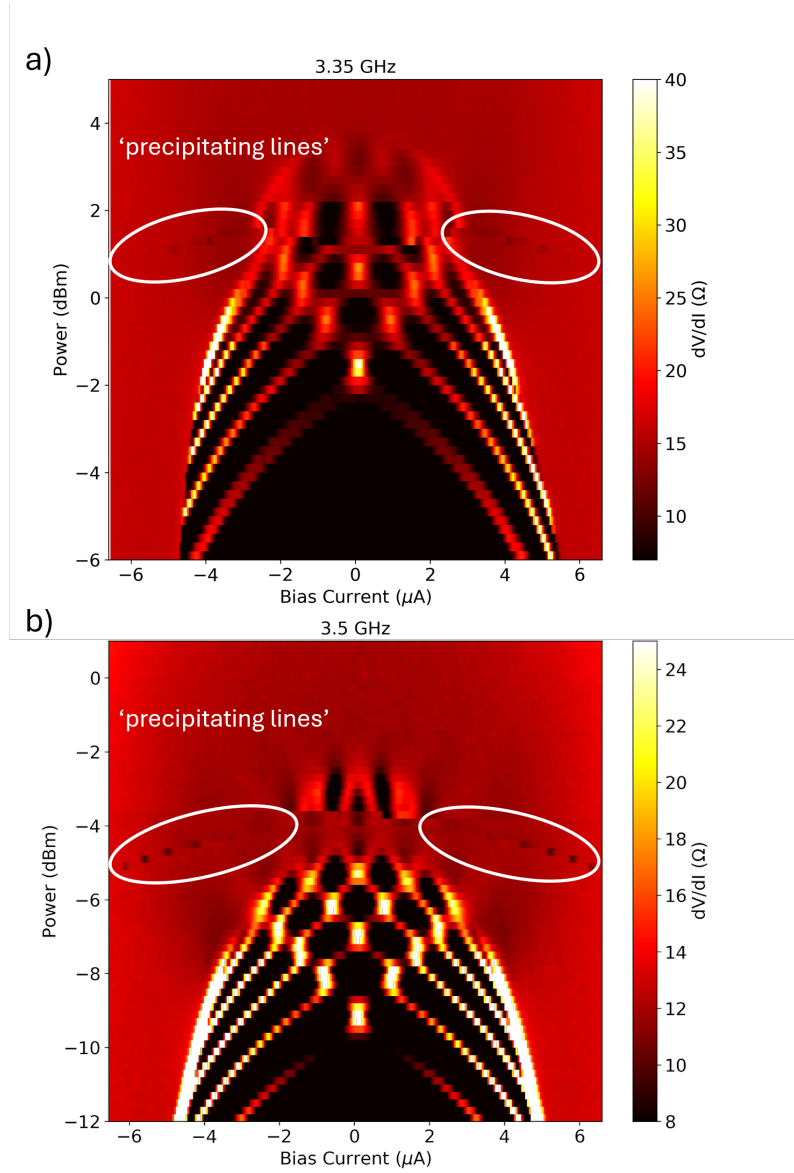 a)
3.35 GHz
'precipitating lines'
4
2
0
−2
−4
−6
Power (dBm)
−6 −4 −2 0 2 4 6
Bias Current (μA)
40
35
30
25
20
15
10
dV/dI (Ω)
b)
3.5 GHz
'precipitating lines'
0
−2
−4
−6
−8
−10
−12
Power (dBm)
−6 −4 −2 0 2 4 6
Bias Current (μA)
24
22
20
18
16
14
12
10
8
dV/dI (Ω)